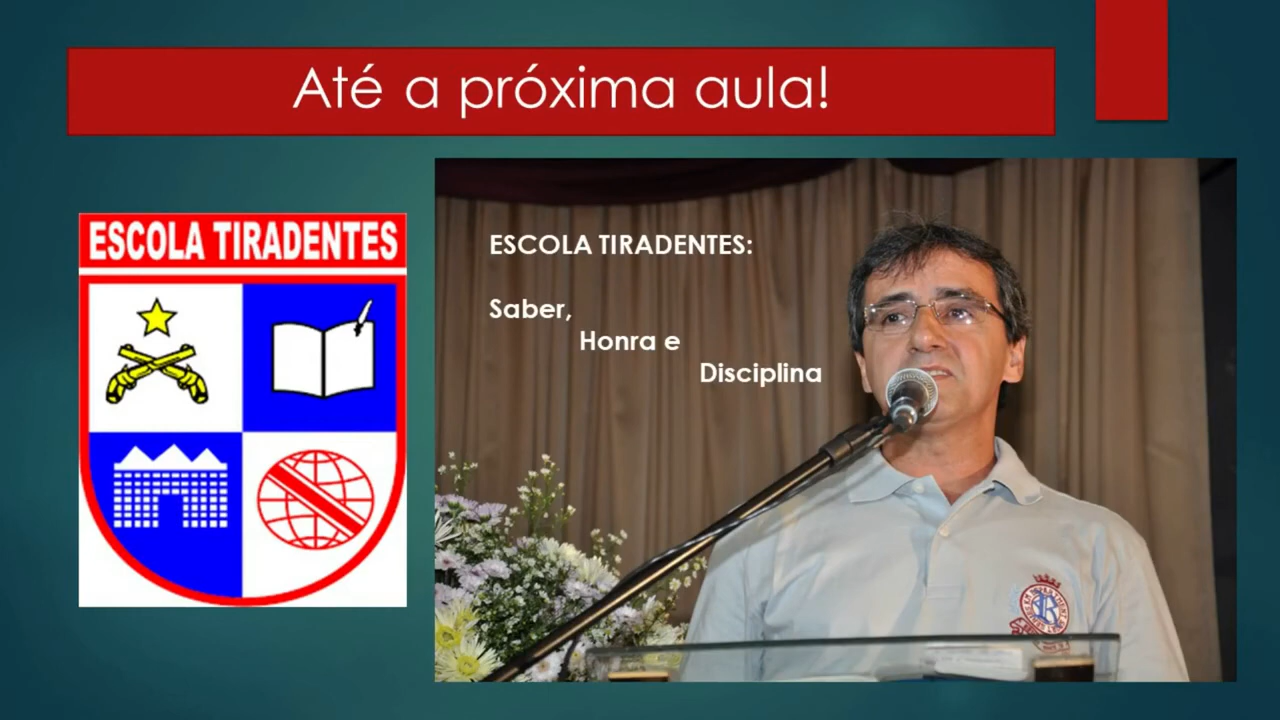 Até a próxima aula!
ESCOLA TIRADENTES
ESCOLA TIRADENTES:
Saber,
Honra e
Disciplina